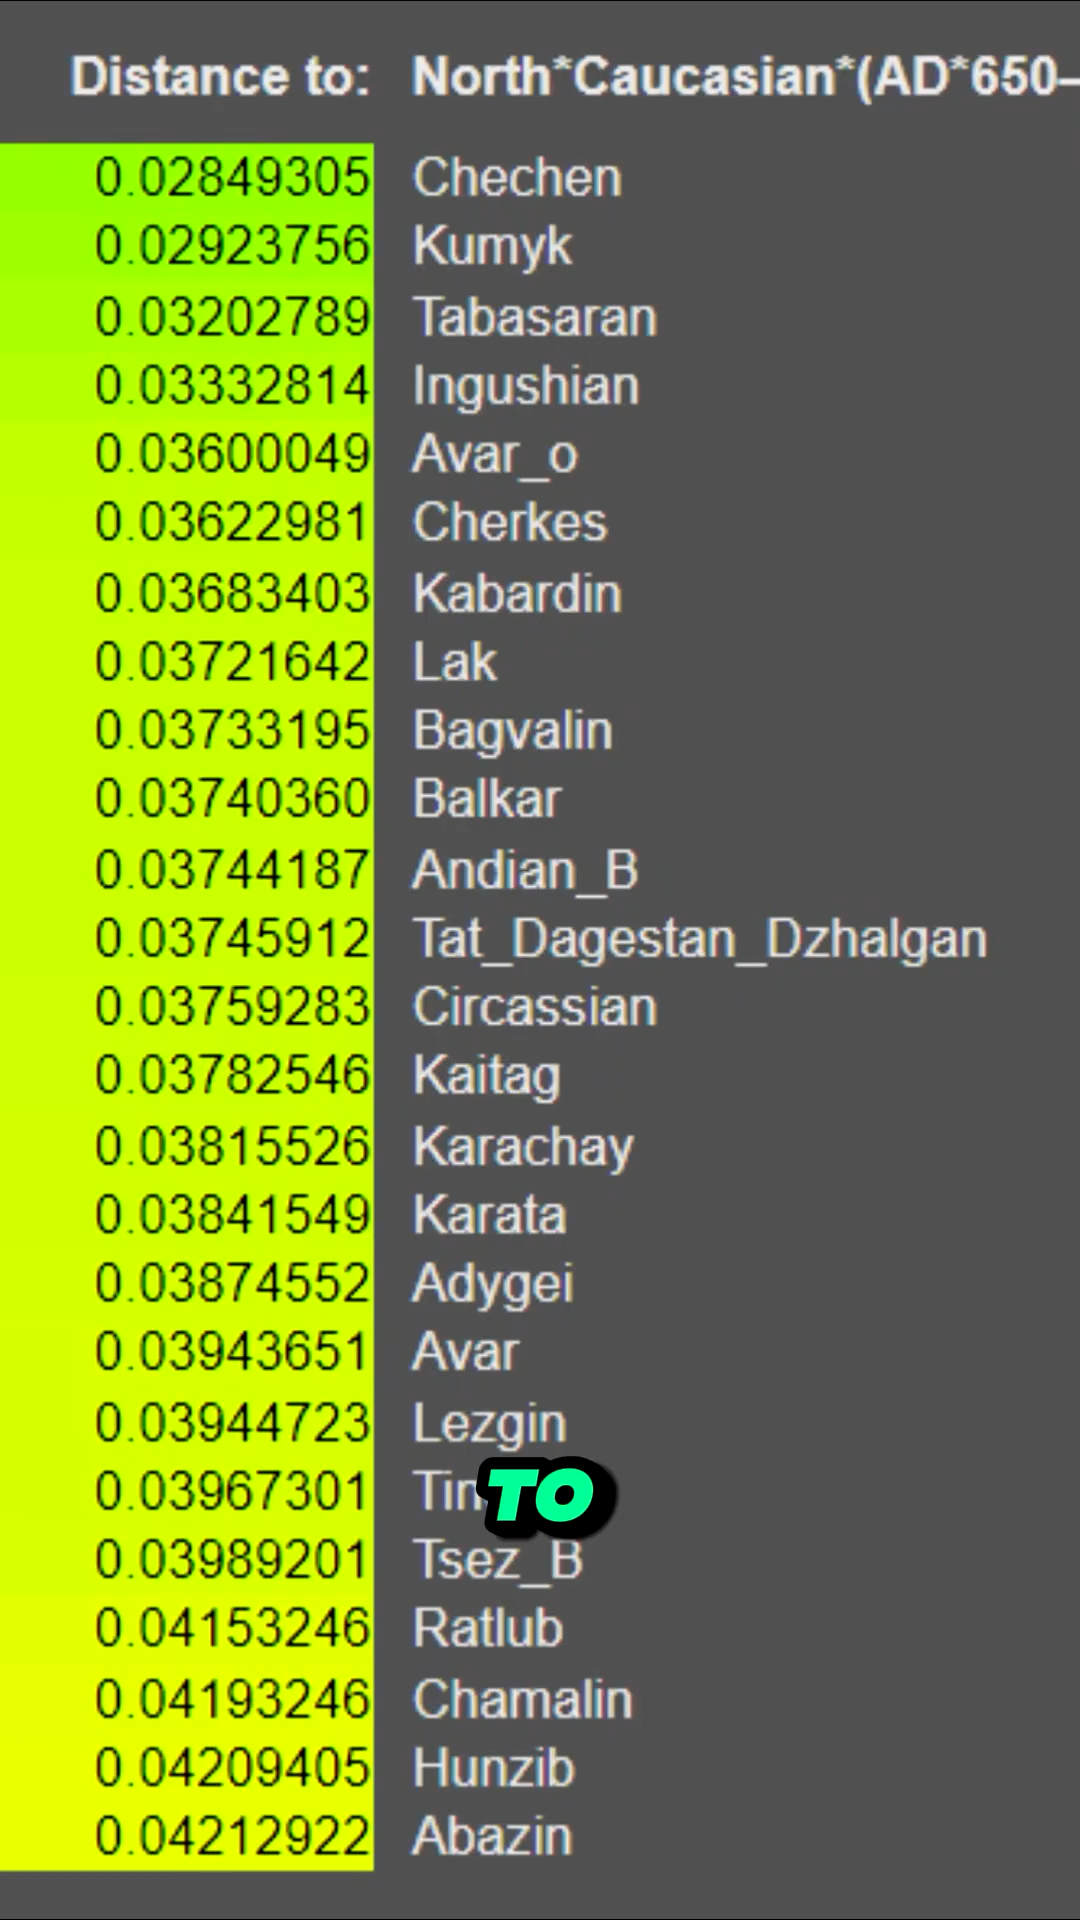 Distance to: North*Caucasian*(AD*650–
0.02849305 Chechen
0.02923756 Kumyk
0.03202789 Tabasaran
0.03332814 Ingushian
0.03600049 Avar_o
0.03622981 Cherkes
0.03683403 Kabardin
0.03721642 Lak
0.03733195 Bagvalin
0.03740360 Balkar
0.03744187 Andian_B
0.03745912 Tat_Dagestan_Dzhalgan
0.03759283 Circassian
0.03782546 Kaitag
0.03815526 Karachay
0.03841549 Karata
0.03874552 Adygei
0.03943651 Avar
0.03944723 Lezgin
0.03967301
TO
0.03989201 Tsez_B
0.04153246 Ratlub
0.04193246 Chamalin
0.04209405 Hunzib
0.04212922 Abazin